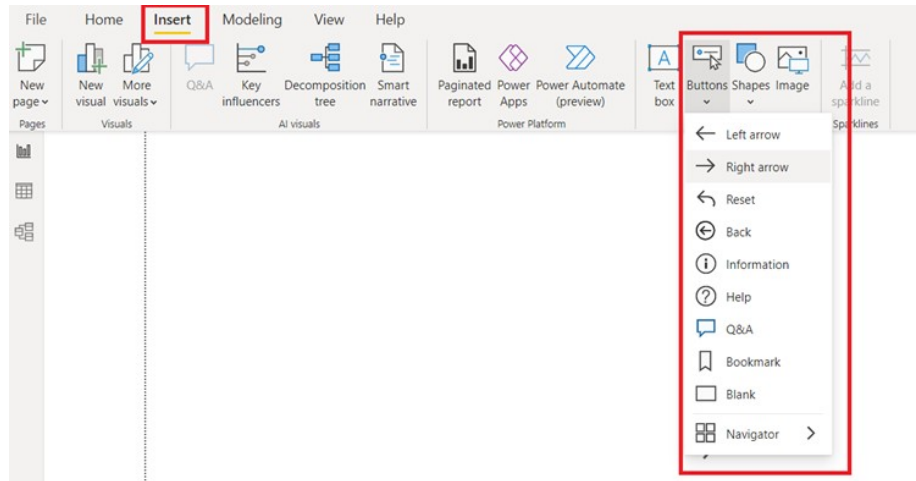 File Home Insert Modeling View Help
New page
New visual
More visuals
Q&A
Key influencers
Decomposition tree
Smart narrative
Paginated report
Power Apps
Power Automate (preview)
Text box
Buttons
Shapes
Image
Add a sparkline
Pages
Visuals
AI visuals
Power Platform
Sparklines
Left arrow
Right arrow
Reset
Back
Information
Help
Q&A
Bookmark
Blank
Navigator